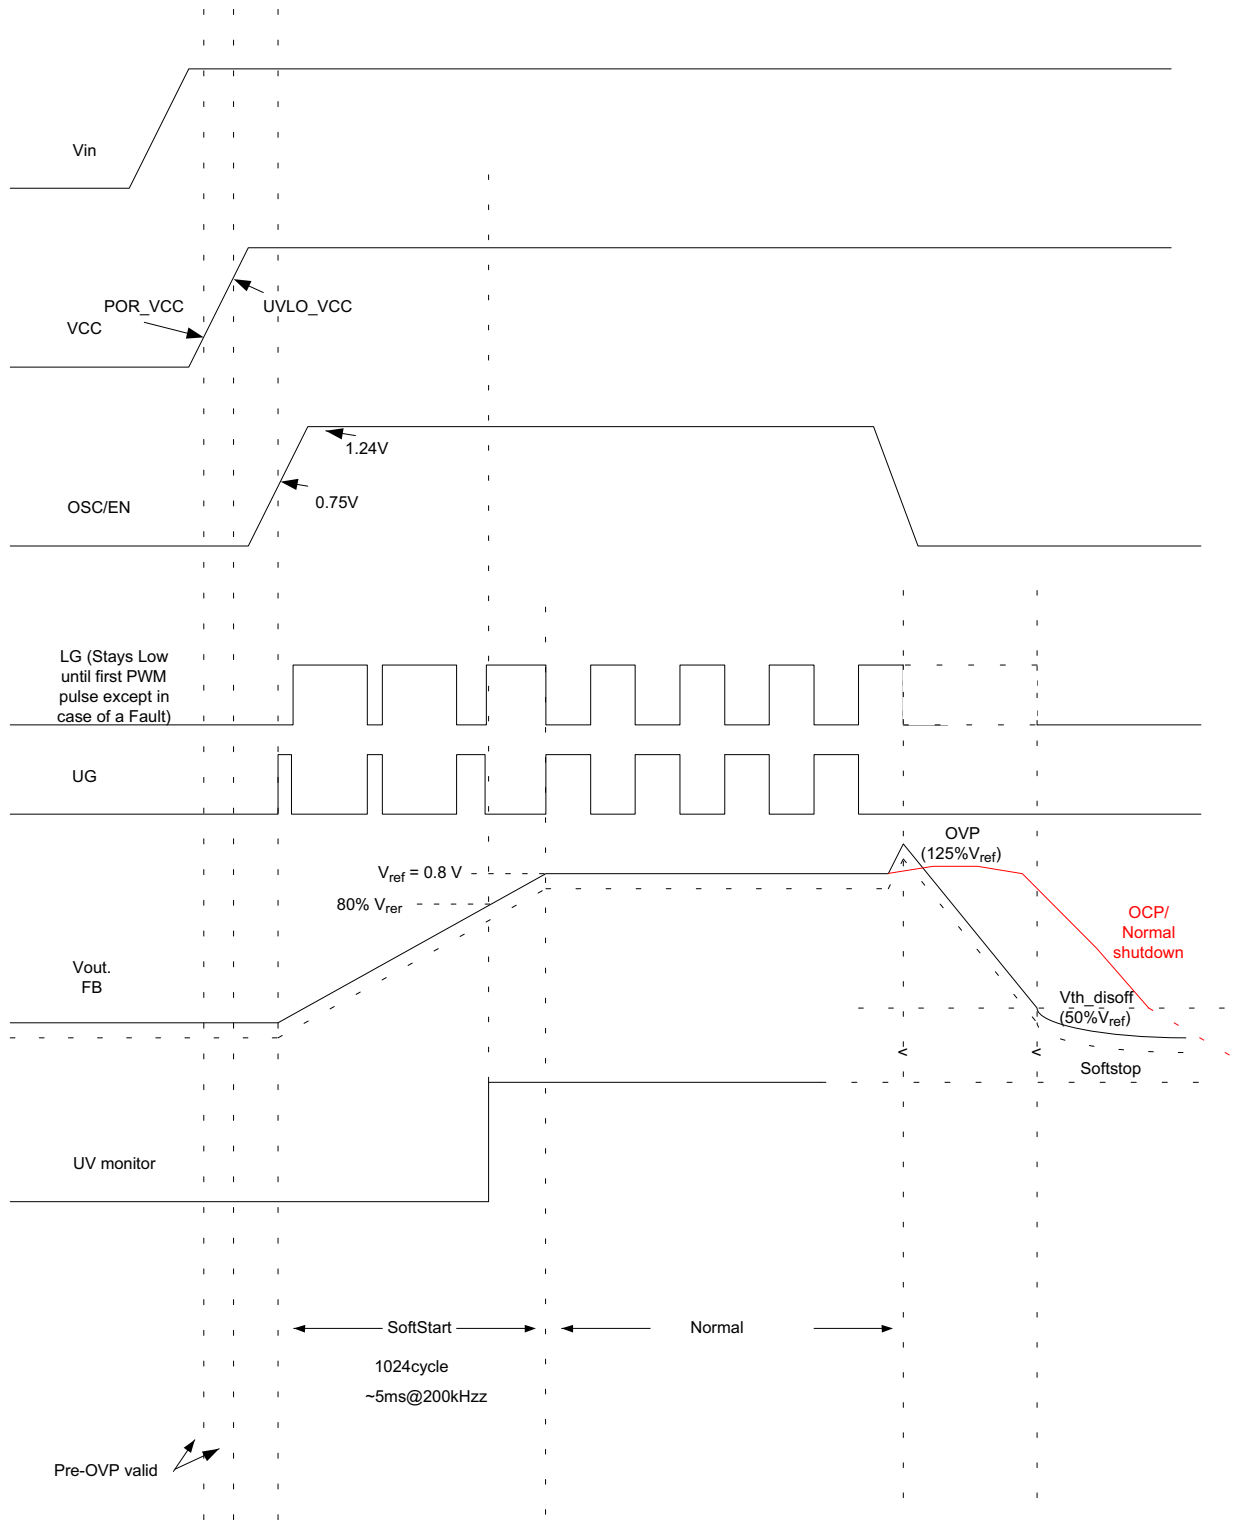 Vin
POR_VCC
UVLO_VCC
VCC
1.24V
0.75V
OSC/EN
LG (Stays Low
until first PWM
pulse except in
case of a Fault)
UG
OVP
(125%Vref)
Vref = 0.8 V
80% Vrer
OCP/
Normal
shutdown
Vout.
FB
Vth_disoff
(50%Vref)
Softstop
UV monitor
SoftStart
Normal
1024cycle
~5ms@200kHzz
Pre-OVP valid